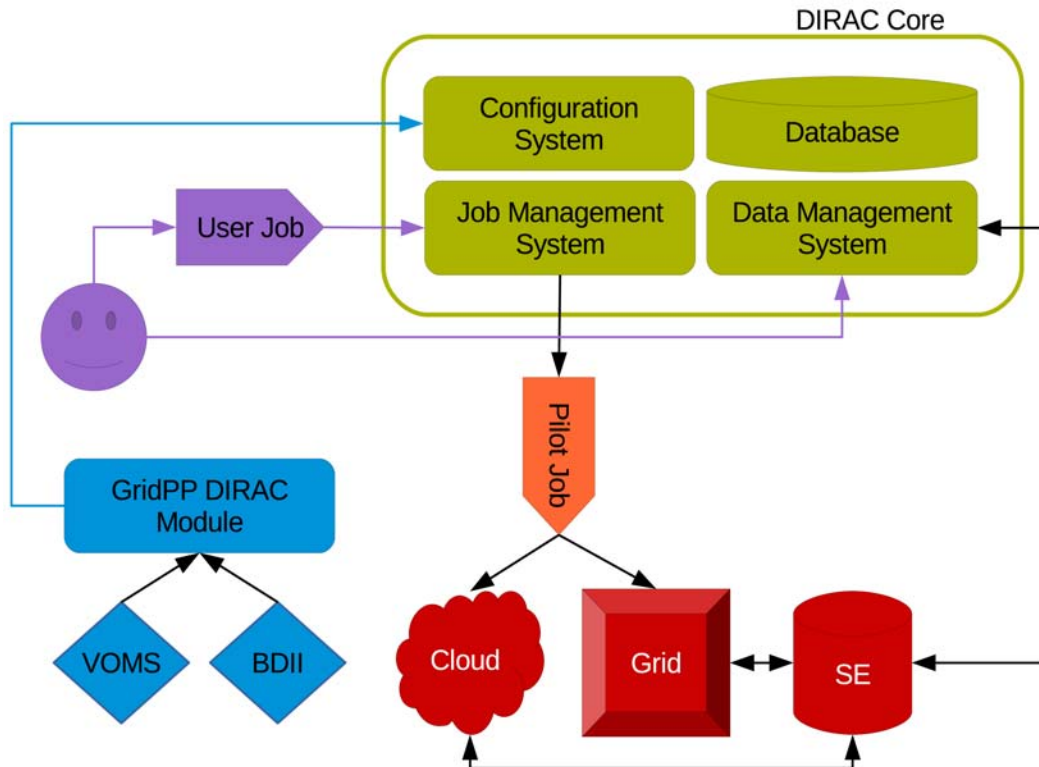 DIRAC Core
Configuration
System
Database
User Job
Job Management
System
Data Management
System
Pilot Job
GridPP DIRAC
Module
VOMS
BDII
Cloud
Grid
SE